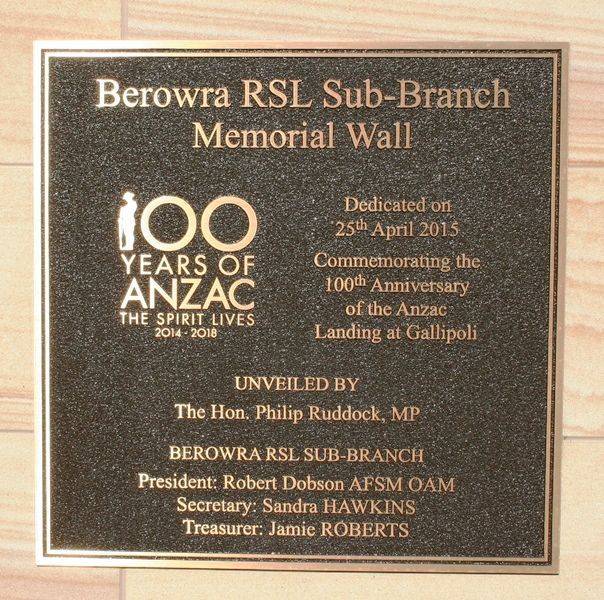 Berowra RSL Sub-Branch
Memorial Wall
100
YEARS OF
ANZAC
THE SPIRIT LIVES
2014 - 2018
Dedicated on
25th April 2015
Commemorating the
100th Anniversary
of the Anzac
Landing at Gallipoli
UNVEILED BY
The Hon. Philip Ruddock, MP
BEROWRA RSL SUB-BRANCH
President: Robert Dobson AFSM OAM
Secretary: Sandra HAWKINS
Treasurer: Jamie ROBERTS